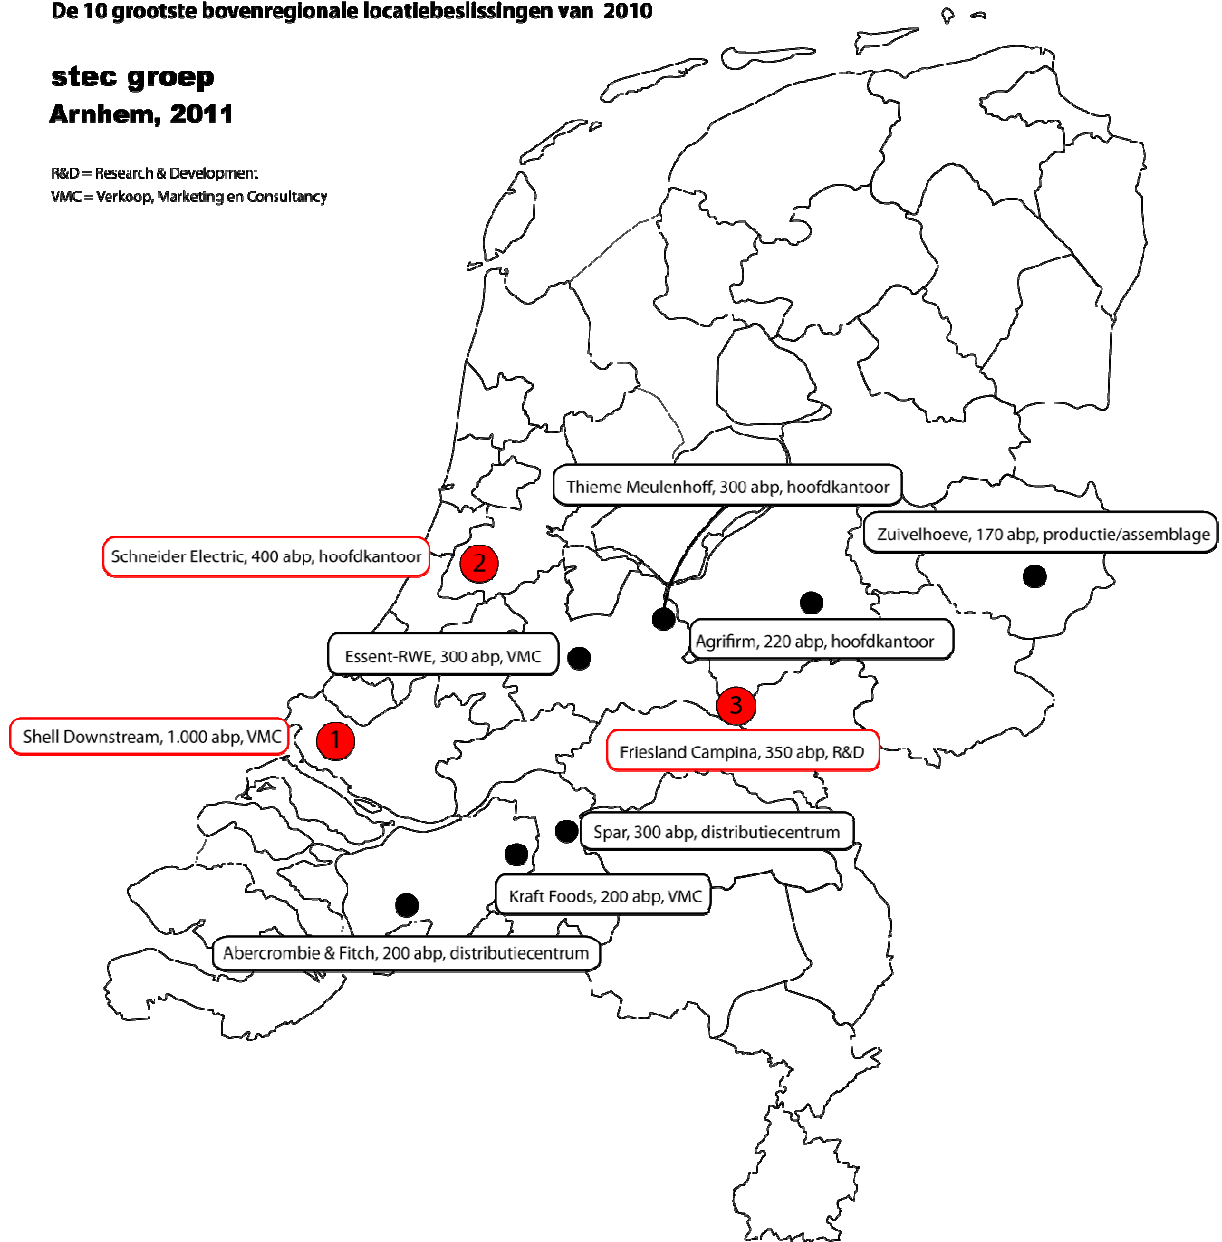 De 10 grootste bovenregionale locatiebeslissingen van 2010
stec groep
Arnhem, 2011
R&D = Research & Development
VMC = Verkoop, Marketing en Consultancy
Thieme Meulenhoff, 300 abp, hoofdkantoor
Zuivelhoeve, 170 abp, productie/assemblage
Schneider Electric, 400 abp, hoofdkantoor
2
Agrifirm, 220 abp, hoofdkantoor
Essent-RWE, 300 abp, VMC
3
Shell Downstream, 1.000 abp, VMC
1
Friesland Campina, 350 abp, R&D
Spar, 300 abp, distributiecentrum
Kraft Foods, 200 abp, VMC
Abercrombie & Fitch, 200 abp, distributiecentrum